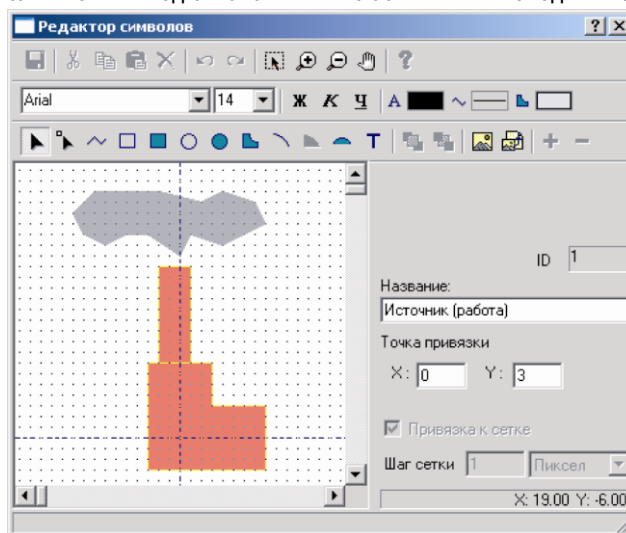 Редактор символов
Arial 14 Ж К Ч А
Т
ID 1
Название:
Источник (работа)
Точка привязки
X: 0 Y: 3
Привязка к сетке
Шаг сетки 1 Пиксел
X: 19.00 Y: -6.00